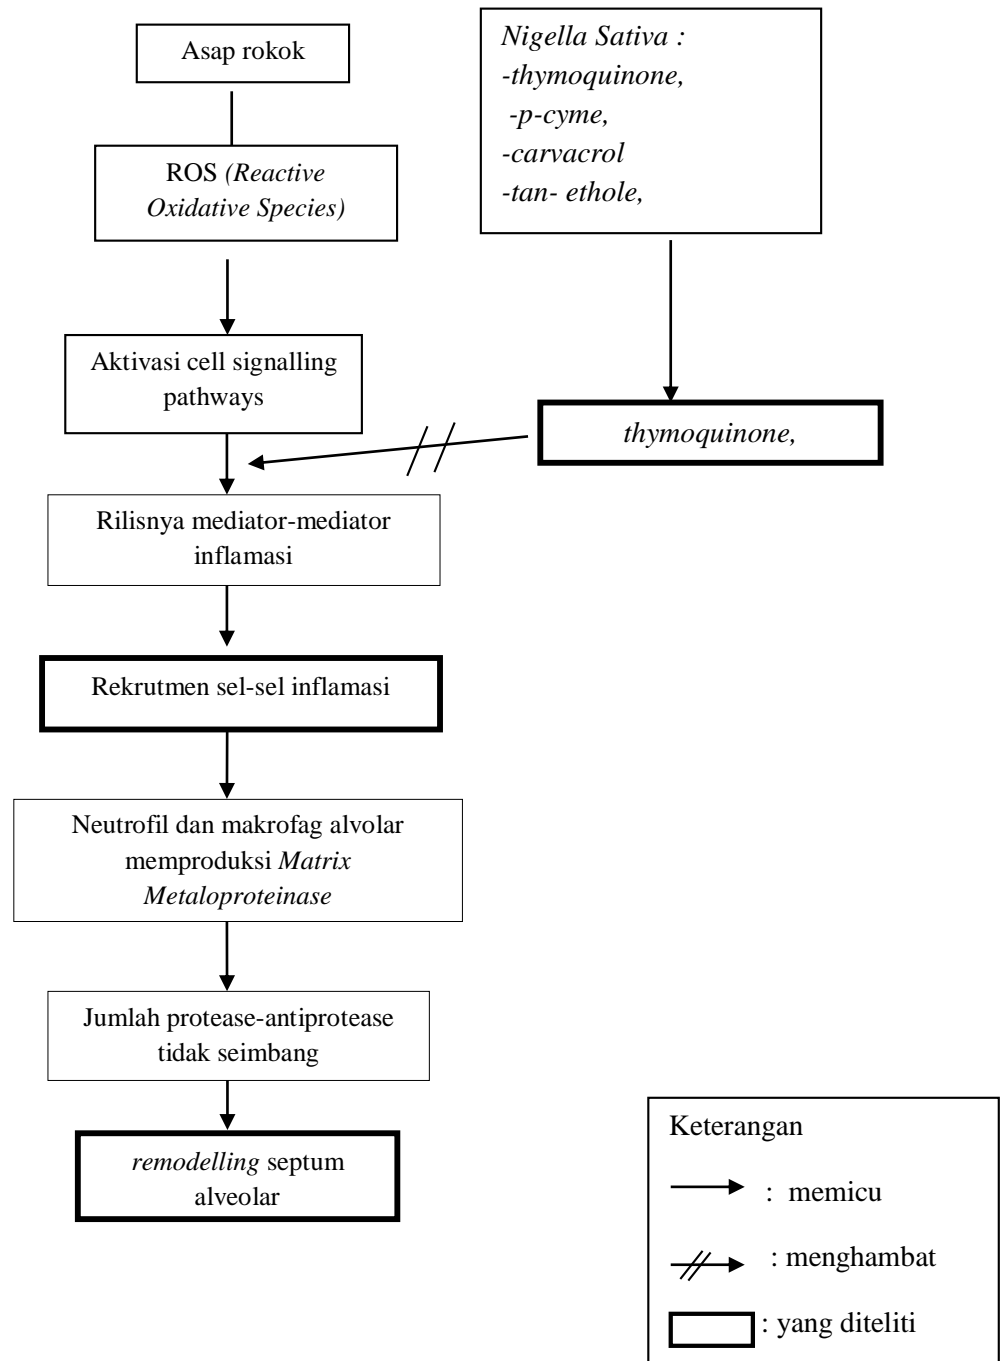 Asap rokok
ROS (Reactive
Oxidative Species)
Aktivasi cell signalling
pathways
Rilisnya mediator-mediator
inflamasi
Rekrutmen sel-sel inflamasi
Neutrofil dan makrofag alvolar
memproduksi Matrix
Metaloproteinase
Jumlah protease-antiprotease
tidak seimbang
remodelling septum
alveolar
Nigella Sativa :
-thymoquinone,
-p-cyme,
-carvacrol
-tan- ethole,
thymoquinone,
Keterangan
: memicu
: menghambat
: yang diteliti